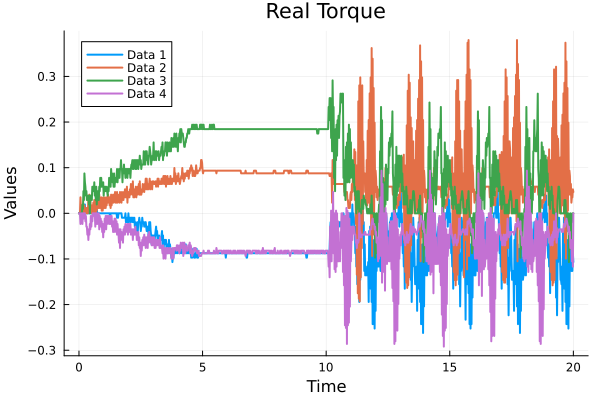 Real Torque
Data 1
Data 2
Data 3
Data 4
Values
0.3
0.2
0.1
0.0
−0.1
−0.2
−0.3
0
5
10
15
20
Time